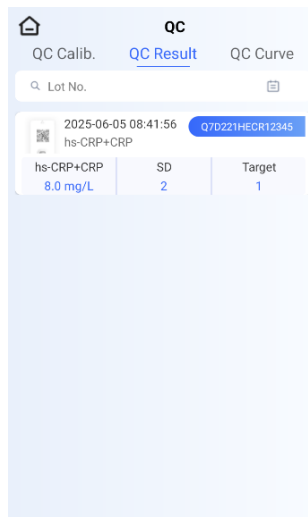 QC
QC Calib. QC Result QC Curve
Lot No.
2025-06-05 08:41:56 Q7D221HECR12345
hs-CRP+CRP
hs-CRP+CRP SD Target
8.0 mg/L 2 1